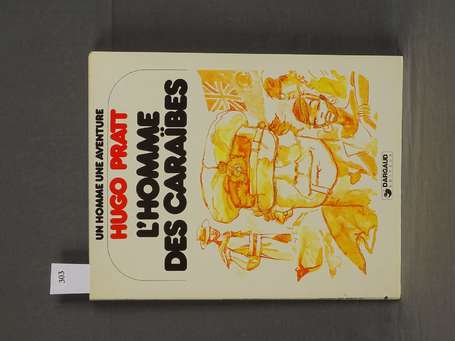 UN HOMME UNE AVENTURE
HUGO PRATT
L'HOMME
DES CARAÏBES
DARGAUD
303